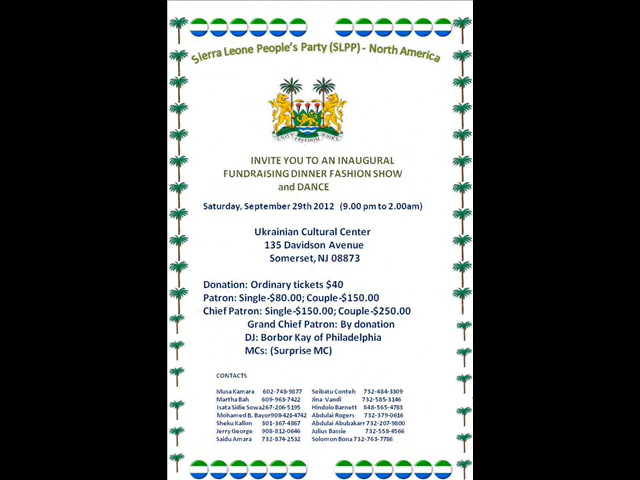 Sierra Leone People's Party (SLPP) - North America
UNITY FREEDOM JUSTICE
INVITE YOU TO AN INAUGURAL
FUNDRAISING DINNER FASHION SHOW
and DANCE
Saturday, September 29th 2012 (9.00 pm to 2.00am)
Ukrainian Cultural Center
135 Davidson Avenue
Somerset, NJ 08873
Donation: Ordinary tickets $40
Patron: Single-$80.00; Couple-$150.00
Chief Patron: Single-$150.00; Couple-$250.00
Grand Chief Patron: By donation
DJ: Borbor Kay of Philadelphia
MCs: (Surprise MC)
CONTACTS
Musa Kamara 602-748-9877 Seibatu Conteh 732-484-3309
Martha Bah 609-963-7422 Jina Vandi 732-585-3146
Isata Sidie Sowa 267-206-5195 Hindolo Barnett 848-565-4783
Mohamed B. Bayor 908-428-4742 Abdulai Rogers 732-379-0816
Sheku Kallon 301-367-4867 Abdulai Abubakarr 732-207-9800
Jerry George 908-812-0646 Julius Bassie 732-558-4566
Saidu Amara 732-874-2532 Solomon Bona 732-763-7786